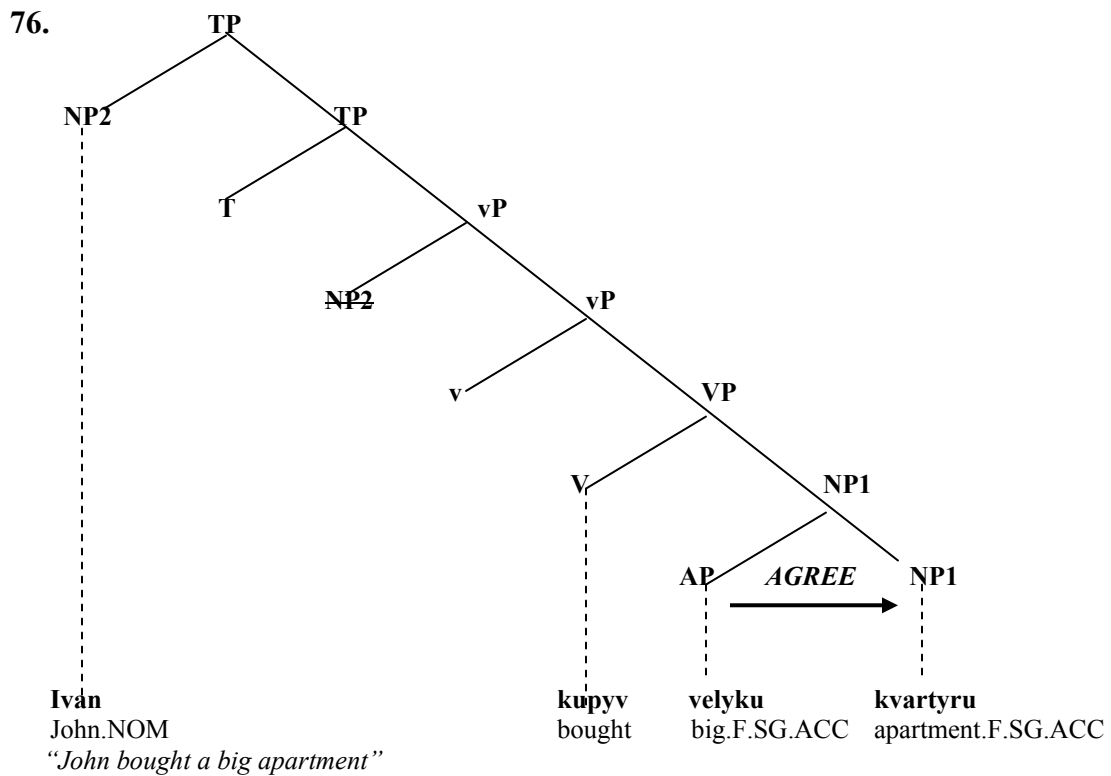 76.
TP
NP2 TP
T vP
NP2 vP
v VP
V NP1
AP AGREE NP1
Ivan kupyv velyku kvartyru
John.NOM bought big.F.SG.ACC apartment.F.SG.ACC
“John bought a big apartment”